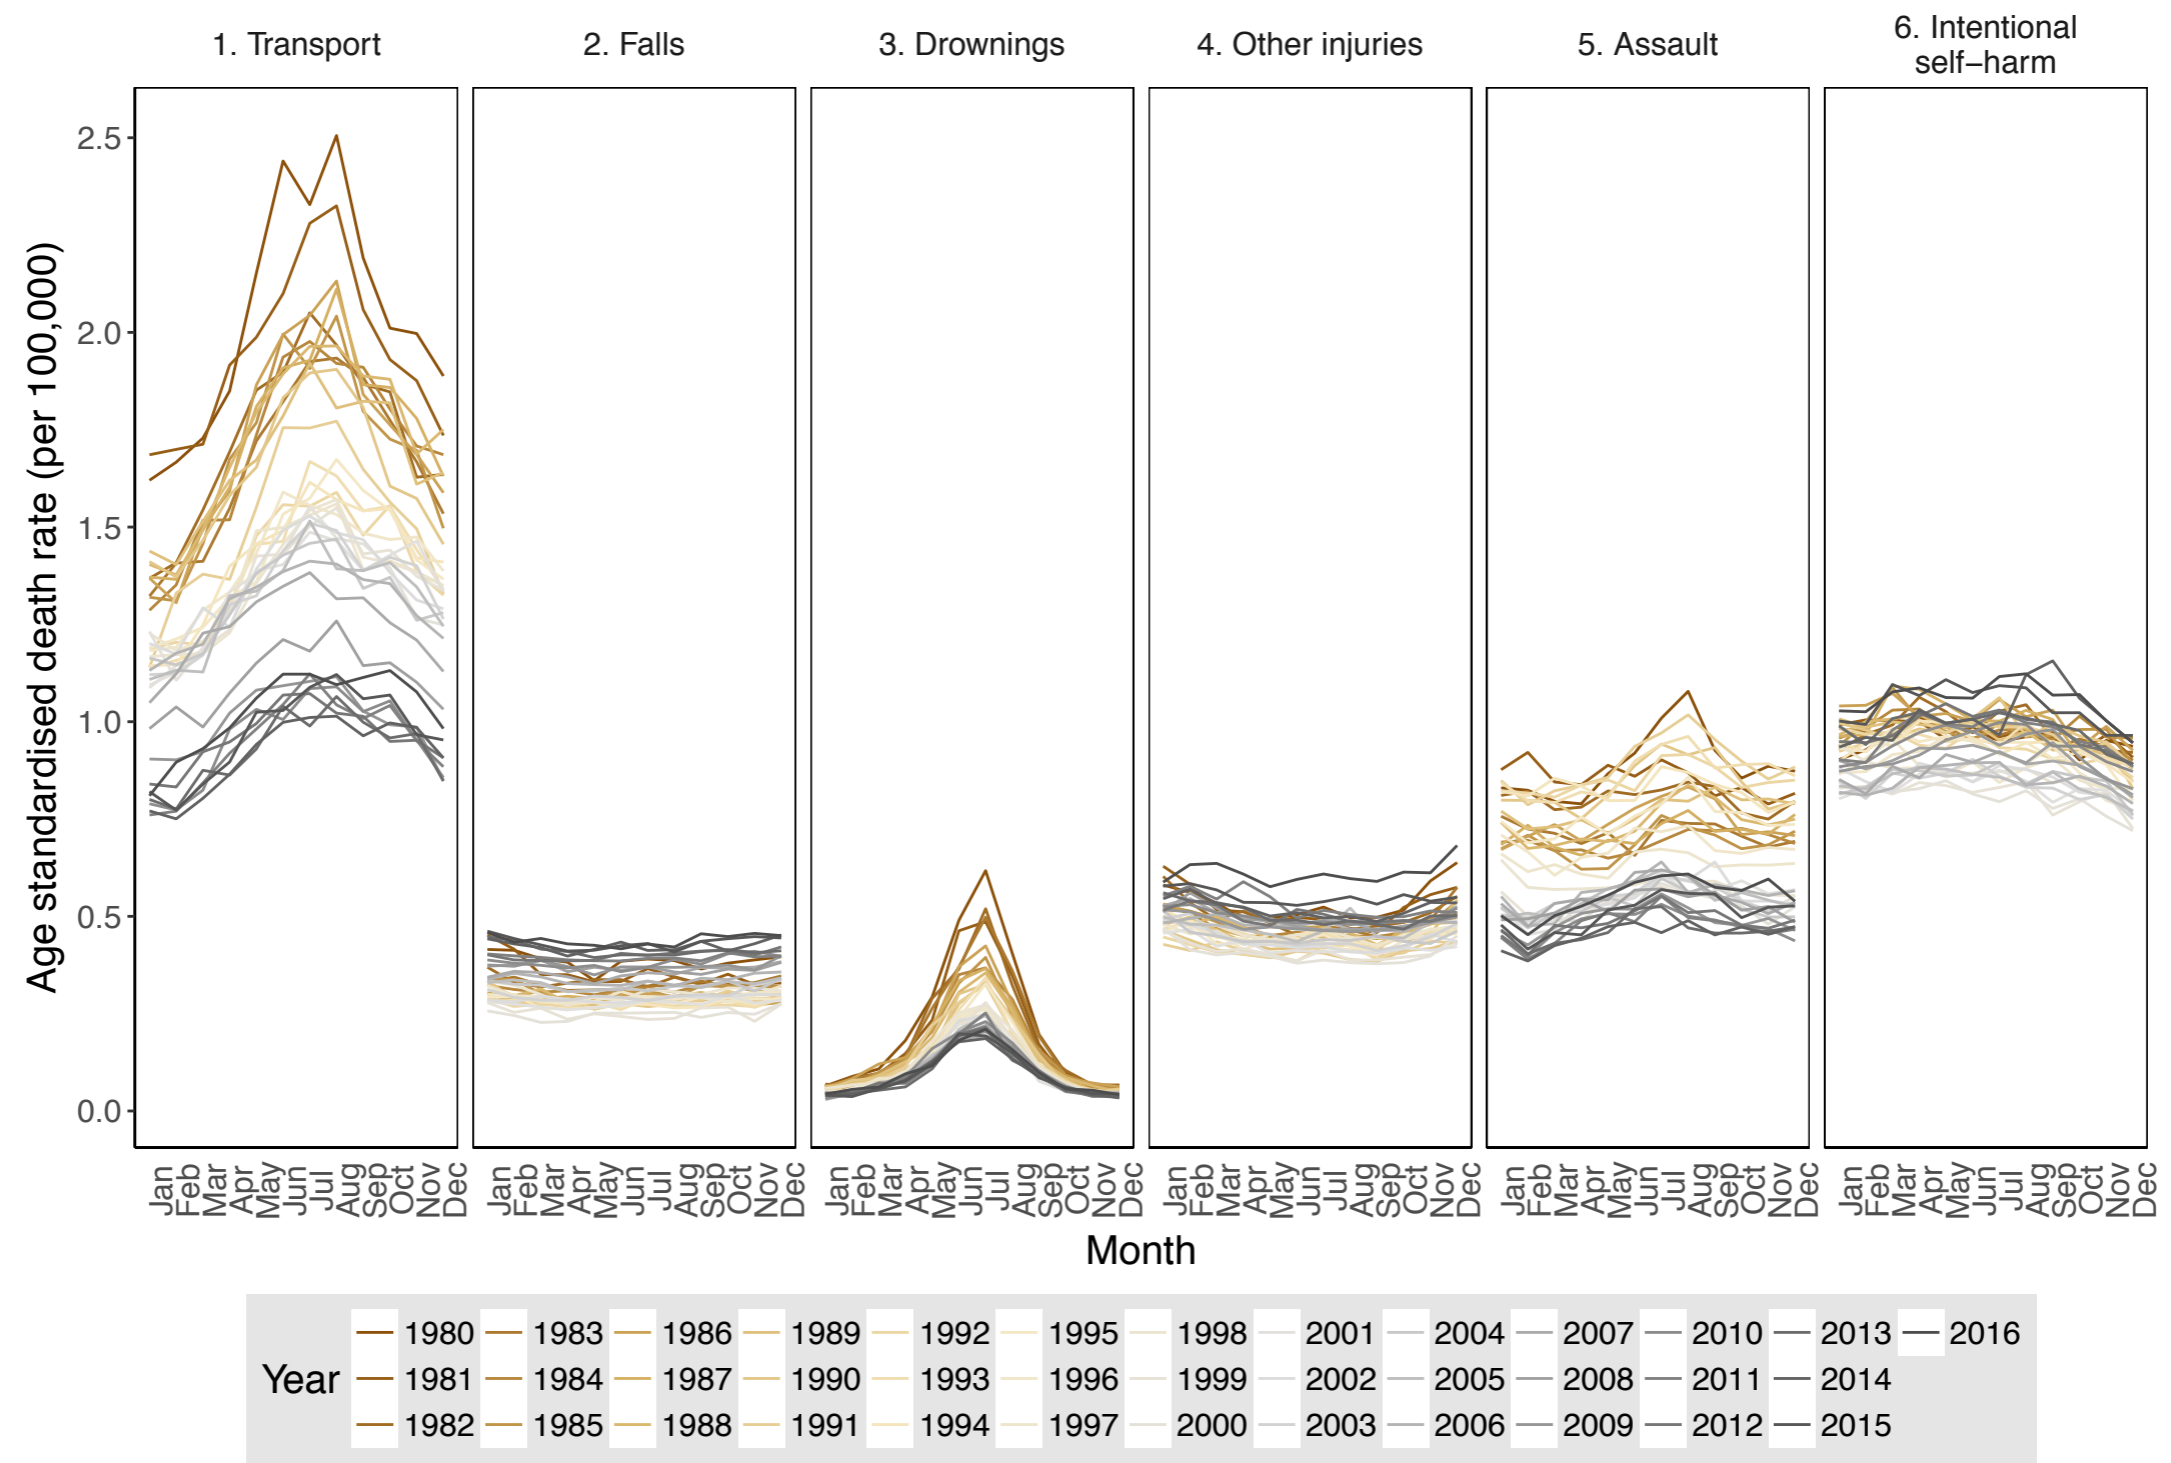 1. Transport
2. Falls
3. Drownings
4. Other injuries
5. Assault
6. Intentional
self−harm
Age standardised death rate (per 100,000)
2.5
2.0
1.5
1.0
0.5
0.0
Jan Feb Mar Apr May Jun Jul Aug Sep Oct Nov Dec
Jan Feb Mar Apr May Jun Jul Aug Sep Oct Nov Dec
Jan Feb Mar Apr May Jun Jul Aug Sep Oct Nov Dec
Jan Feb Mar Apr May Jun Jul Aug Sep Oct Nov Dec
Jan Feb Mar Apr May Jun Jul Aug Sep Oct Nov Dec
Jan Feb Mar Apr May Jun Jul Aug Sep Oct Nov Dec
Month
Year
1980 1983 1986 1989 1992 1995 1998 2001 2004 2007 2010 2013 2016
1981 1984 1987 1990 1993 1996 1999 2002 2005 2008 2011 2014
1982 1985 1988 1991 1994 1997 2000 2003 2006 2009 2012 2015